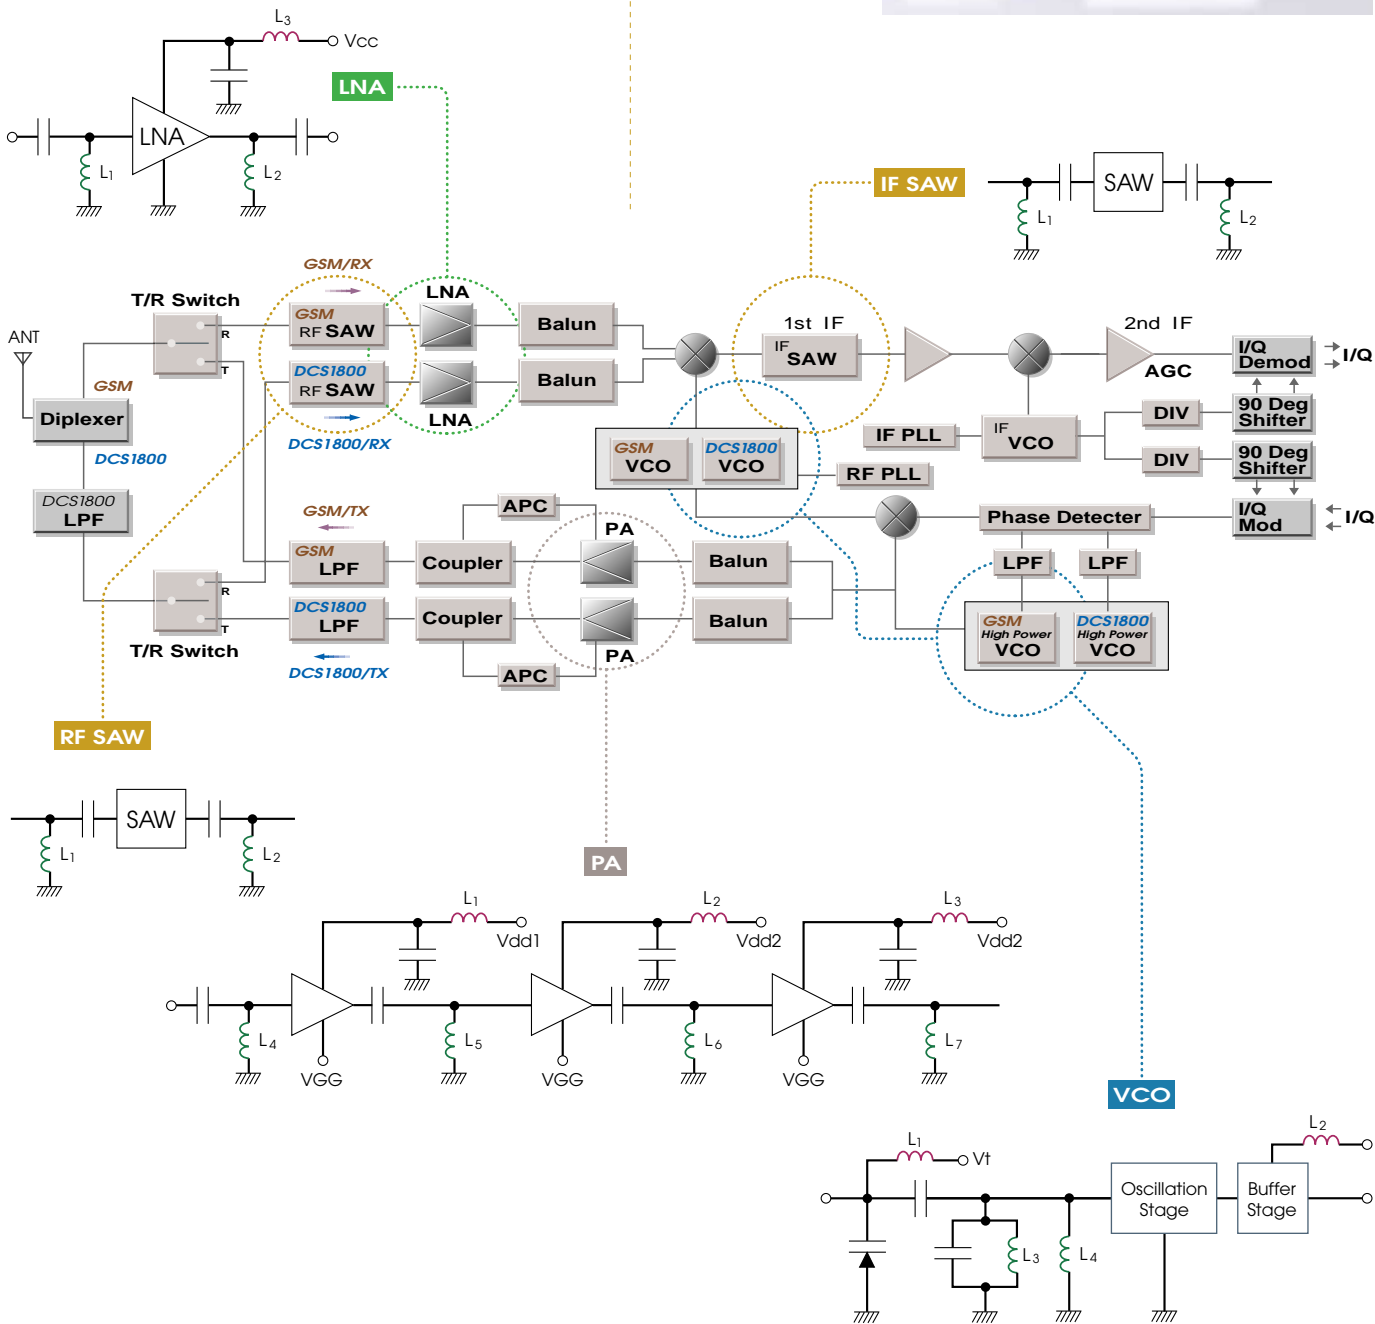 L3
Vcc
LNA
LNA
L1
L2
IF SAW
SAW
L1
L2
GSM/RX
T/R Switch
LNA
GSM
RF SAW
R
T
Balun
1st IF
IF
SAW
2nd IF
AGC
I/Q
Demod
I/Q
ANT
GSM
Diplexer
DCS1800
DCS1800
RF SAW
LNA
Balun
DCS1800/RX
DIV
90 Deg
Shifter
IF PLL
IF
VCO
GSM
VCO
DCS1800
VCO
DIV
90 Deg
Shifter
RF PLL
DCS1800
LPF
GSM/TX
APC
PA
Phase Detecter
I/Q
Mod
I/Q
GSM
LPF
Coupler
Balun
LPF
LPF
R
T
T/R Switch
DCS1800
LPF
Coupler
PA
Balun
GSM
High Power
VCO
DCS1800
High Power
VCO
DCS1800/TX
APC
RF SAW
SAW
L1
L2
PA
L1
Vdd1
L2
Vdd2
L3
Vdd2
L4
L5
L6
L7
VGG
VGG
VGG
VCO
L1
Vt
L2
Oscillation
Stage
Buffer
Stage
L3
L4